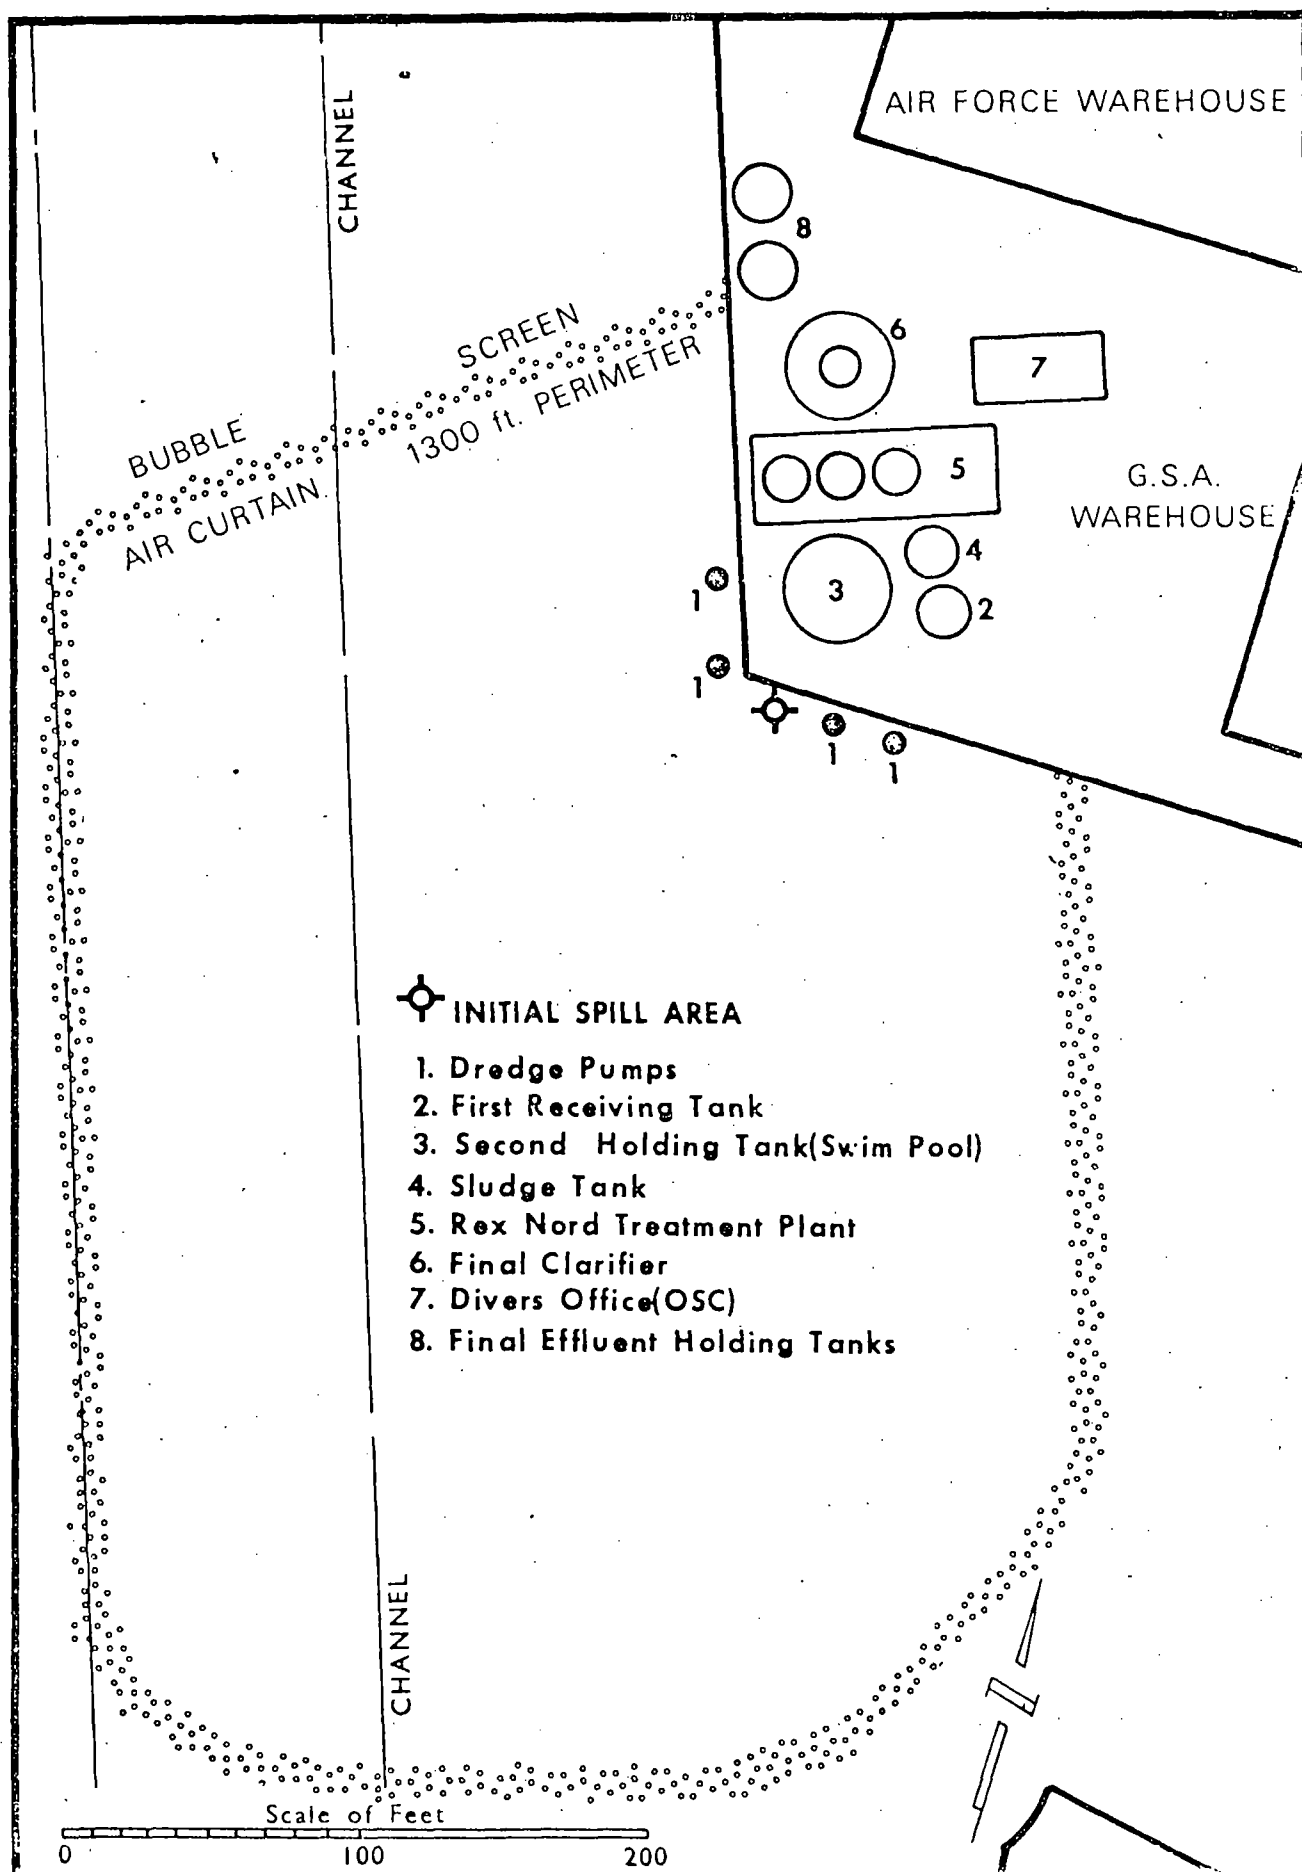 AIR FORCE WAREHOUSE
CHANNEL
8
SCREEN
6
7
1300 ft. PERIMETER
BUBBLE
AIR CURTAIN
5
G.S.A.
WAREHOUSE
4
3
2
1
1
1
1
INITIAL SPILL AREA
1. Dredge Pumps
2. First Receiving Tank
3. Second Holding Tank(Swim Pool)
4. Sludge Tank
5. Rex Nord Treatment Plant
6. Final Clarifier
7. Divers Office(OSC)
8. Final Effluent Holding Tanks
CHANNEL
N
Scale of Feet
0 100 200